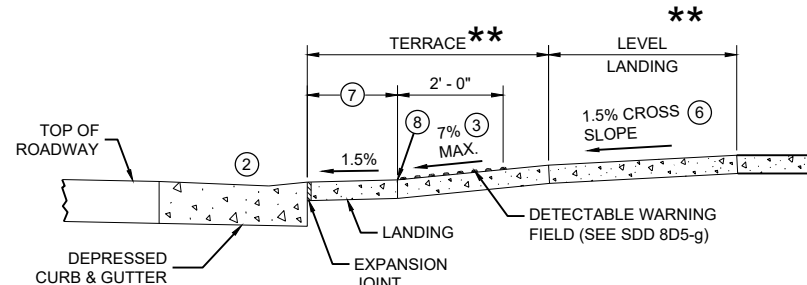 **
TERRACE **
LEVEL
LANDING
7
2' - 0"
8
7% 3
MAX.
1.5% CROSS 6
SLOPE
TOP OF
ROADWAY
2
1.5%
LANDING
DETECTABLE WARNING
FIELD (SEE SDD 8D5-g)
DEPRESSED
CURB & GUTTER
EXPANSION
JOINT